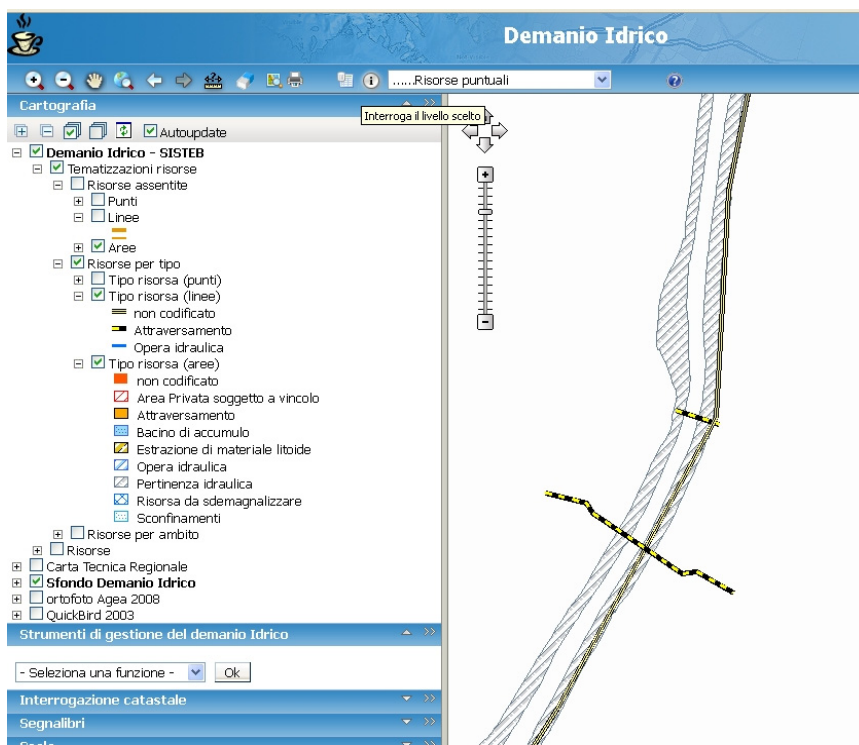 Demanio Idrico
......Risorse puntuali
Cartografia
Interroga il livello scelto
Autoupdate
Demanio Idrico - SISTEB
Tematizzazioni risorse
Risorse assentite
Punti
Linee
Aree
Risorse per tipo
Tipo risorsa (punti)
Tipo risorsa (linee)
non codificato
Attraversamento
Opera idraulica
Tipo risorsa (aree)
non codificato
Area Privata soggetto a vincolo
Attraversamento
Bacino di accumulo
Estrazione di materiale litoide
Opera idraulica
Pertinenza idraulica
Risorsa da sdemagnalizzare
Sconfinamenti
Risorse per ambito
Risorse
Carta Tecnica Regionale
Sfondo Demanio Idrico
ortofoto Agea 2008
QuickBird 2003
Strumenti di gestione del demanio Idrico
- Seleziona una funzione - Ok
Interrogazione catastale
Segnalibri